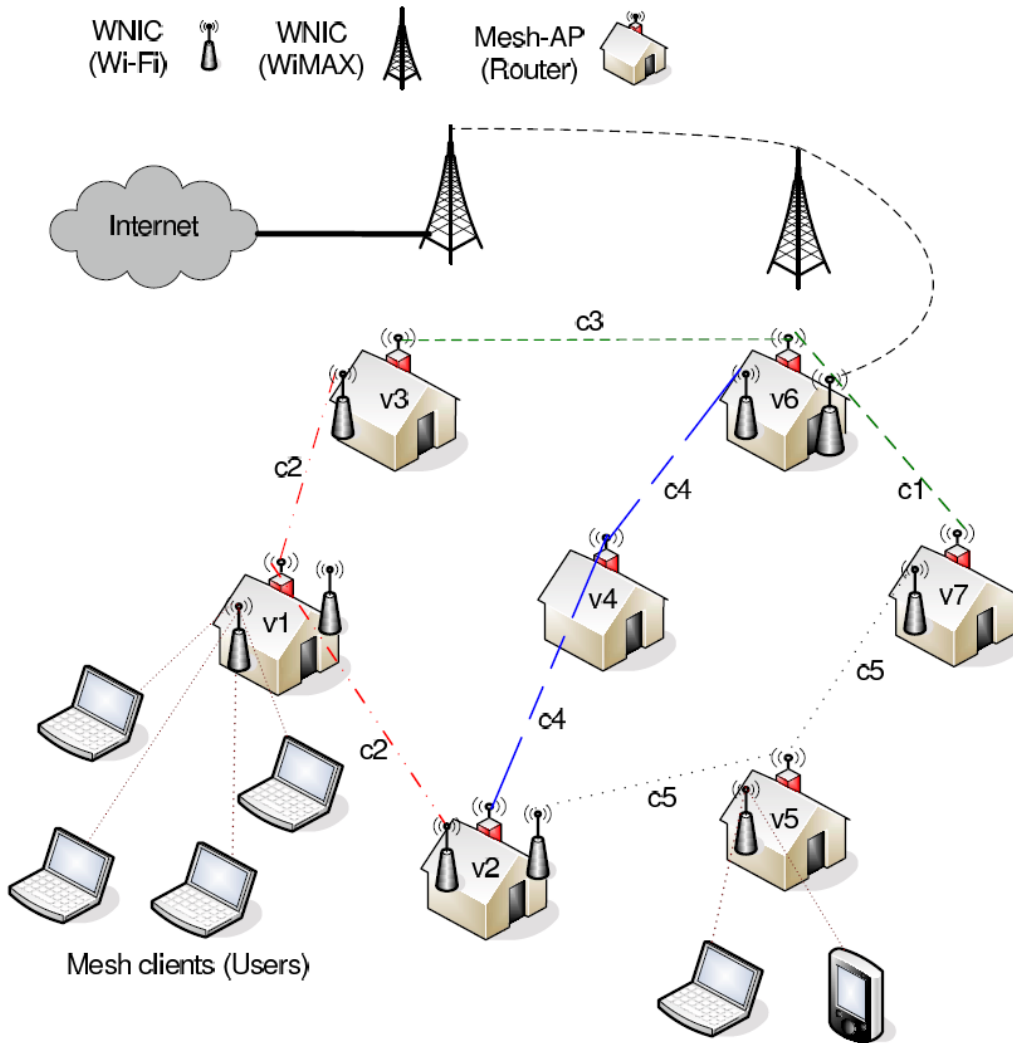 WNIC
(Wi-Fi)
WNIC
(WiMAX)
Mesh-AP
(Router)
Internet
c3
v3
v6
c2
c4
c1
v1
v4
v7
c5
c4
c2
c5
v5
v2
Mesh clients (Users)